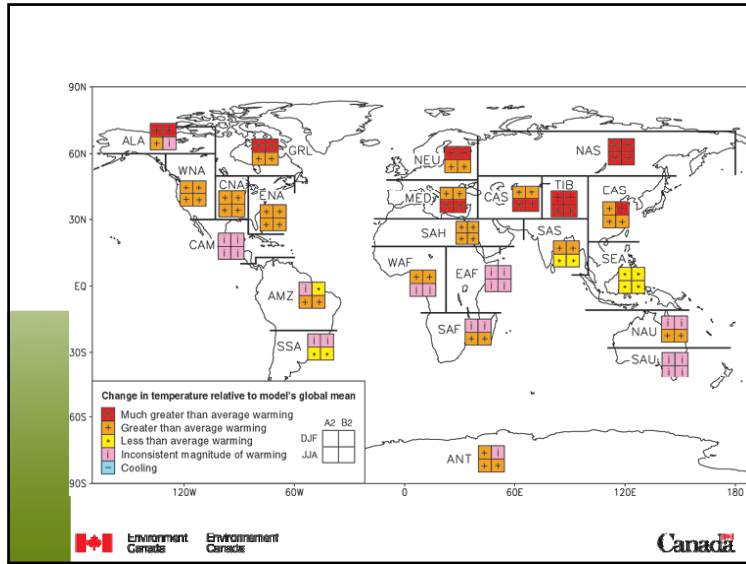 90N
60N
30N
EQ
30S
60S
90S
ALA
GRL
NEU
NAS
WNA
CNA
ENA
MED
CAS
TIB
EAS
SAH
SAS
CAM
WAF
EAF
SEA
AMZ
SAF
NAU
SSA
SAU
ANT
Change in temperature relative to model's global mean
Much greater than average warming
Greater than average warming
Less than average warming
Inconsistent magnitude of warming
Cooling
A2 B2
DJF
JJA
120W 60W 0 60E 120E 180
Environment Canada
Environnement Canada
Canada